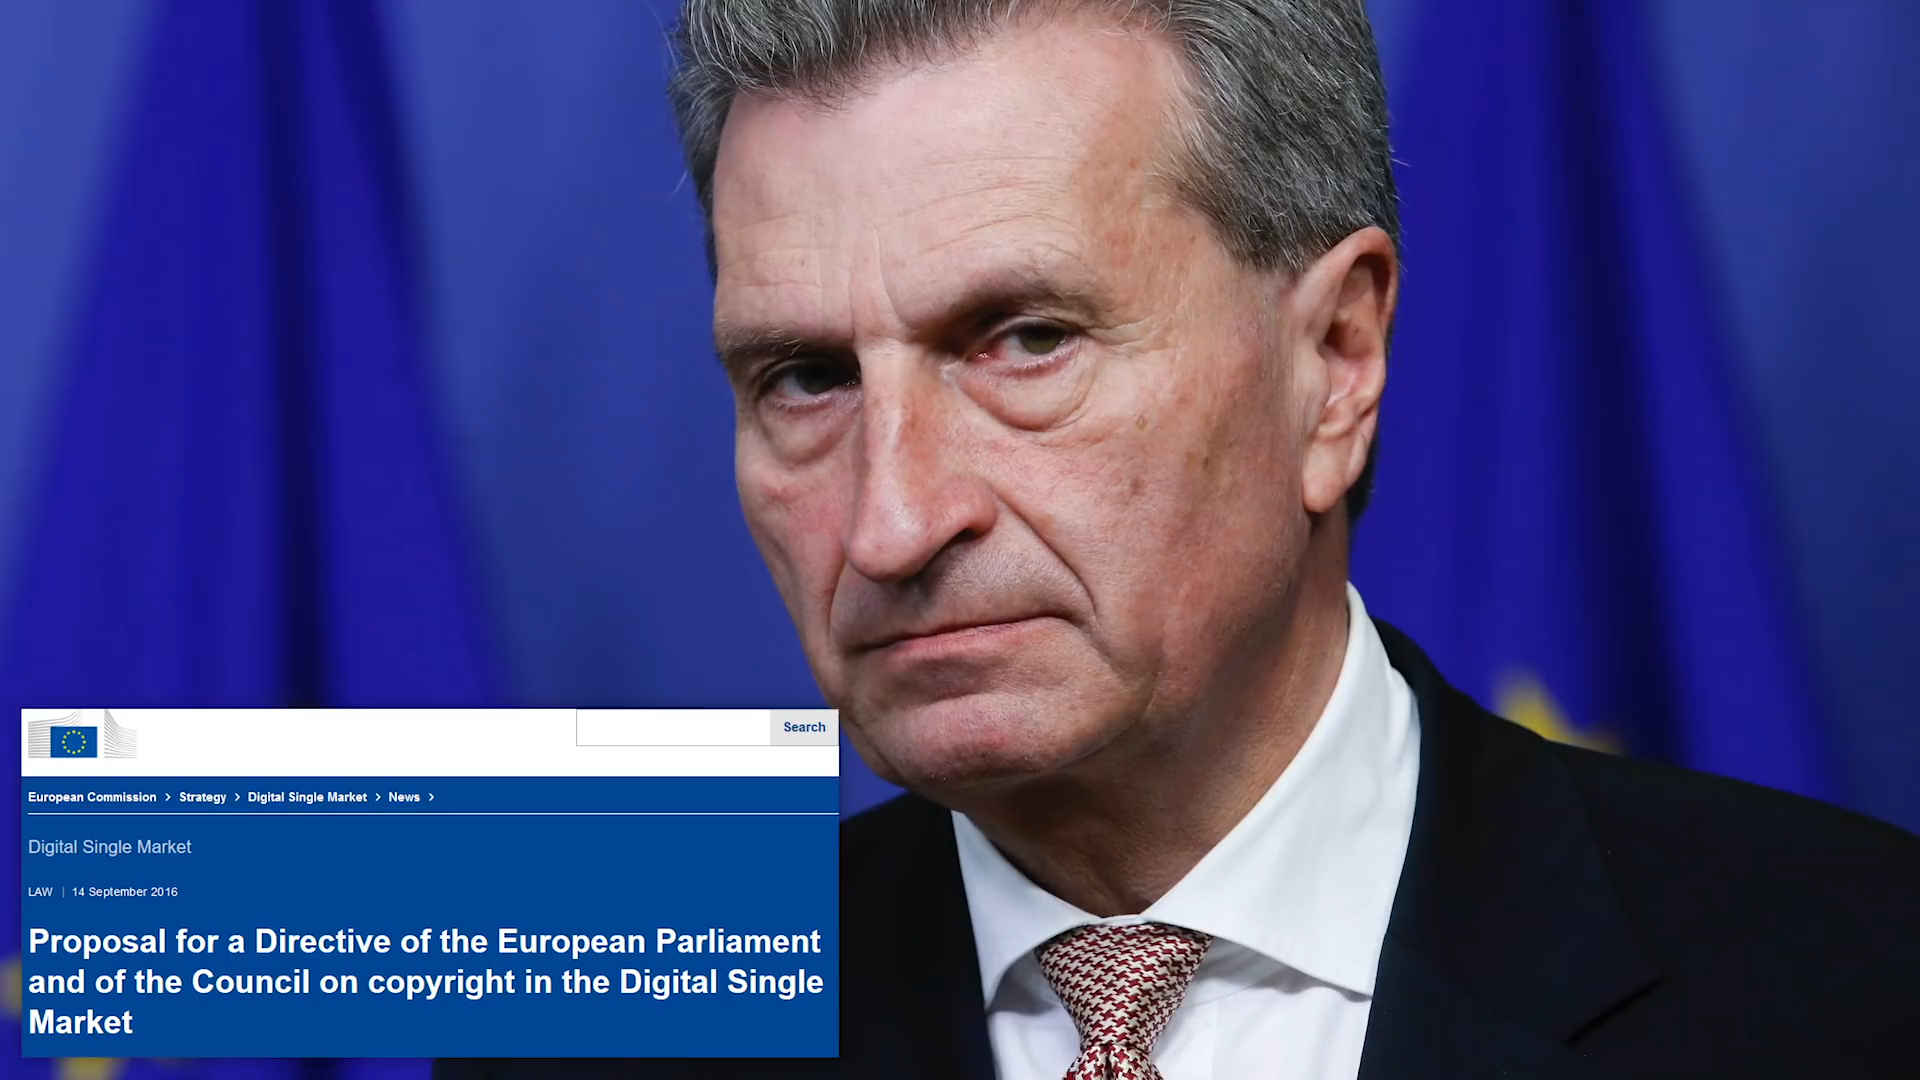 Search
European Commission > Strategy > Digital Single Market > News >
Digital Single Market
LAW | 14 September 2016
Proposal for a Directive of the European Parliament
and of the Council on copyright in the Digital Single
Market